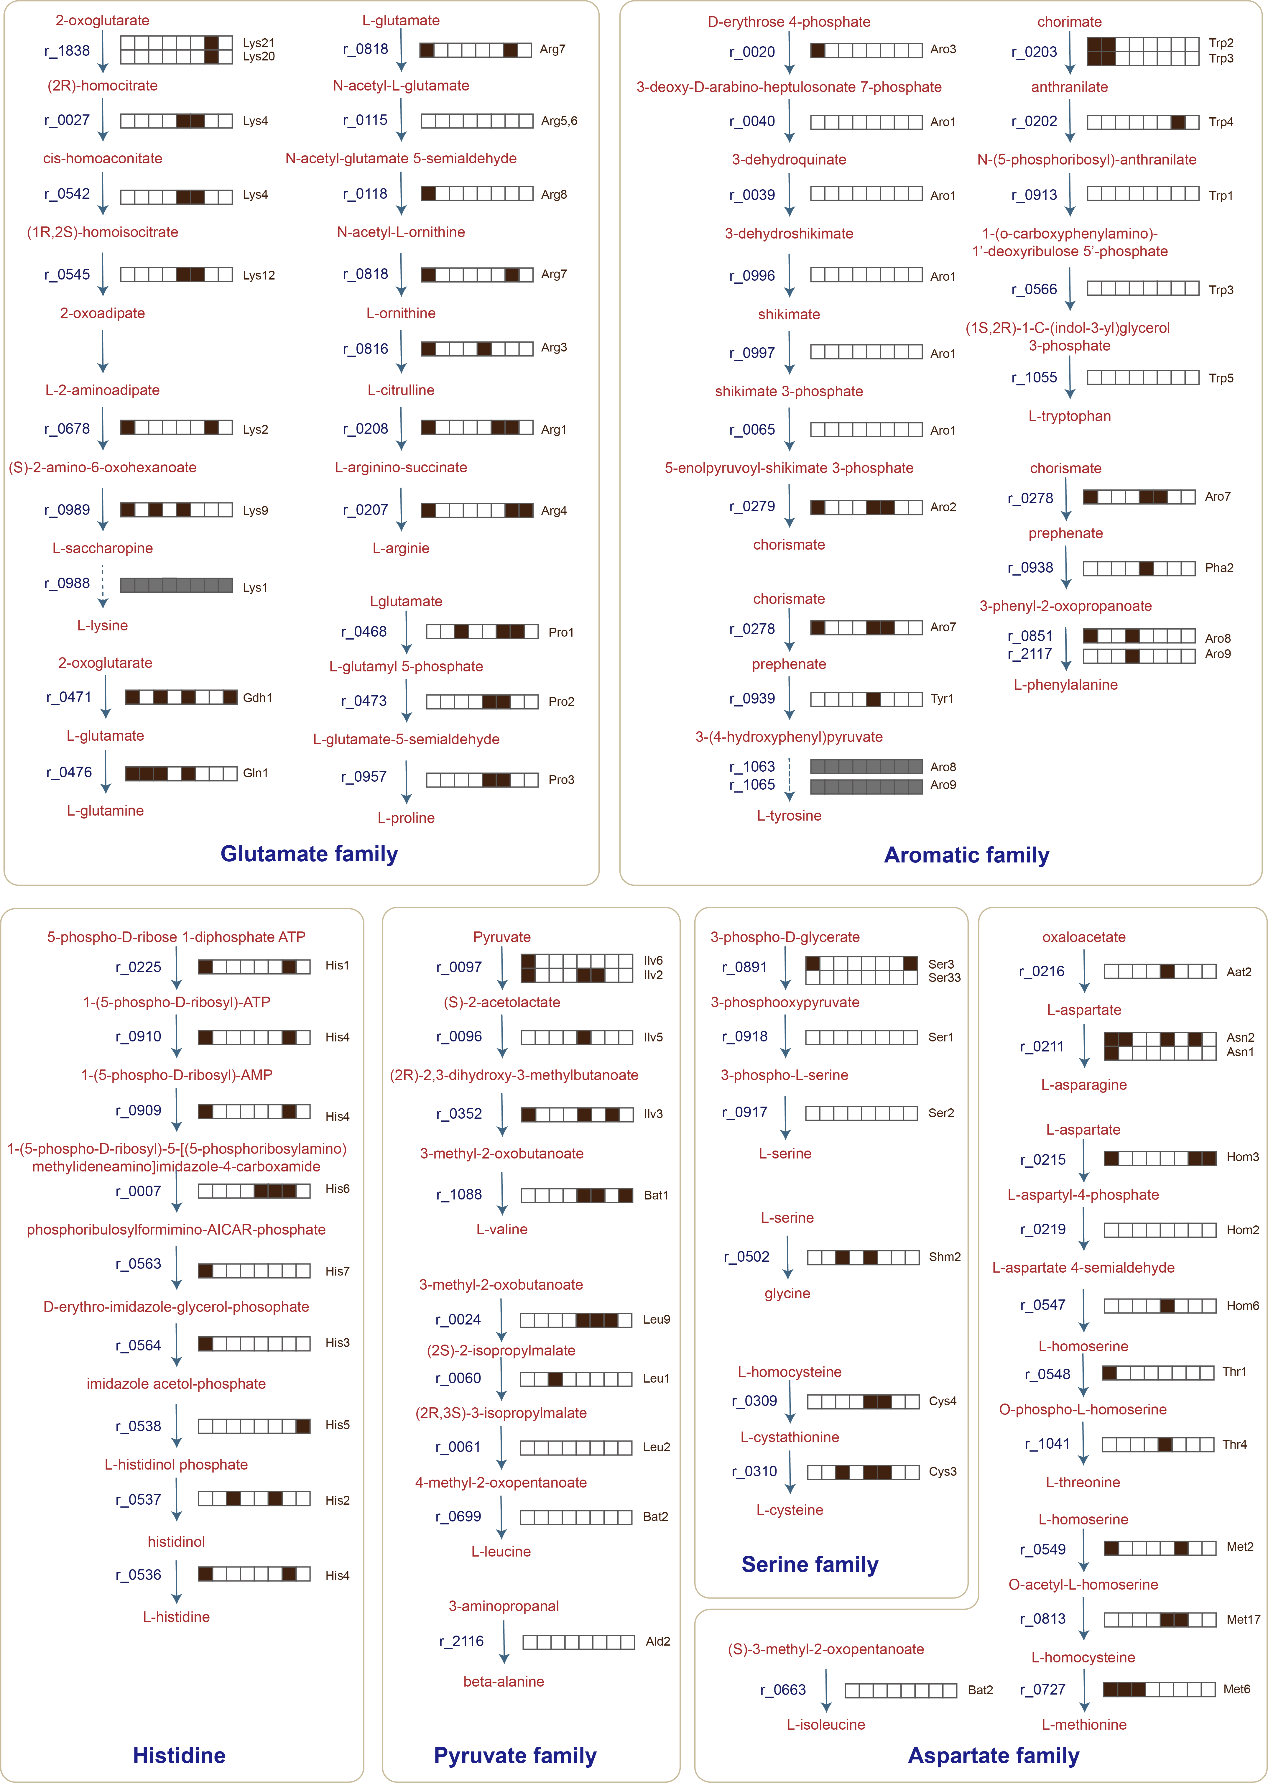 2-oxoglutarate
r_1838
Lys21
Lys20
(2R)-homocitrate
r_0027
Lys4
cis-homoaconitate
r_0542
Lys4
(1R,2S)-homoisocitrate
r_0545
Lys12
2-oxoadipate
L-2-aminoadipate
r_0678
Lys2
(S)-2-amino-6-oxohexanoate
r_0989
Lys9
L-saccharopine
r_0988
Lys1
L-lysine
2-oxoglutarate
r_0471
Gdh1
L-glutamate
r_0476
Gln1
L-glutamine
L-glutamate
r_0818
Arg7
N-acetyl-L-glutamate
r_0115
Arg5,6
N-acetyl-glutamate 5-semialdehyde
r_0118
Arg8
N-acetyl-L-ornithine
r_0818
Arg7
L-ornithine
r_0816
Arg3
L-citrulline
r_0208
Arg1
L-arginino-succinate
r_0207
Arg4
L-arginie
Lglutamate
r_0468
Pro1
L-glutamyl 5-phosphate
r_0473
Pro2
L-glutamate-5-semialdehyde
r_0957
Pro3
L-proline
Glutamate family
D-erythrose 4-phosphate
r_0020
Aro3
3-deoxy-D-arabino-heptulosonate 7-phosphate
r_0040
Aro1
3-dehydroquinate
r_0039
Aro1
3-dehydroshikimate
r_0996
Aro1
shikimate
r_0997
Aro1
shikimate 3-phosphate
r_0065
Aro1
5-enolpyruvoyl-shikimate 3-phosphate
r_0279
Aro2
chorismate
chorismate
r_0278
Aro7
prephenate
r_0939
Tyr1
3-(4-hydroxyphenyl)pyruvate
r_1063
Aro8
r_1065
Aro9
L-tyrosine
chorimate
r_0203
Trp2
Trp3
anthranilate
r_0202
Trp4
N-(5-phosphoribosyl)-anthranilate
r_0913
Trp1
1-(o-carboxyphenylamino)-
1'-deoxyribulose 5'-phosphate
r_0566
Trp3
(1S,2R)-1-C-(indol-3-yl)glycerol
3-phosphate
r_1055
Trp5
L-tryptophan
chorismate
r_0278
Aro7
prephenate
r_0938
Pha2
3-phenyl-2-oxopropanoate
r_0851
Aro8
r_2117
Aro9
L-phenylalanine
Aromatic family
5-phospho-D-ribose 1-diphosphate ATP
r_0225
His1
1-(5-phospho-D-ribosyl)-ATP
r_0910
His4
1-(5-phospho-D-ribosyl)-AMP
r_0909
His4
1-(5-phospho-D-ribosyl)-5-[(5-phosphoribosylamino)
methylideneamino]imidazole-4-carboxamide
r_0007
His6
phosphoribulosylformimino-AICAR-phosphate
r_0563
His7
D-erythro-imidazole-glycerol-phosophate
r_0564
His3
imidazole acetol-phosphate
r_0538
His5
L-histidinol phosphate
r_0537
His2
histidinol
r_0536
His4
L-histidine
Histidine
Pyruvate
r_0097
Ilv6
Ilv2
(S)-2-acetolactate
r_0096
Ilv5
(2R)-2,3-dihydroxy-3-methylbutanoate
r_0352
Ilv3
3-methyl-2-oxobutanoate
r_1088
Bat1
L-valine
3-methyl-2-oxobutanoate
r_0024
Leu9
(2S)-2-isopropylmalate
r_0060
Leu1
(2R,3S)-3-isopropylmalate
r_0061
Leu2
4-methyl-2-oxopentanoate
r_0699
Bat2
L-leucine
3-aminopropanal
r_2116
Ald2
beta-alanine
Pyruvate family
3-phospho-D-glycerate
r_0891
Ser3
Ser33
3-phosphooxypyruvate
r_0918
Ser1
3-phospho-L-serine
r_0917
Ser2
L-serine
L-serine
r_0502
Shm2
glycine
L-homocysteine
r_0309
Cys4
L-cystathionine
r_0310
Cys3
L-cysteine
Serine family
oxaloacetate
r_0216
Aat2
L-aspartate
r_0211
Asn2
Asn1
L-asparagine
L-aspartate
r_0215
Hom3
L-aspartyl-4-phosphate
r_0219
Hom2
L-aspartate 4-semialdehyde
r_0547
Hom6
L-homoserine
r_0548
Thr1
O-phospho-L-homoserine
r_1041
Thr4
L-threonine
L-homoserine
r_0549
Met2
O-acetyl-L-homoserine
r_0813
Met17
L-homocysteine
r_0727
Met6
L-methionine
(S)-3-methyl-2-oxopentanoate
r_0663
Bat2
L-isoleucine
Aspartate family